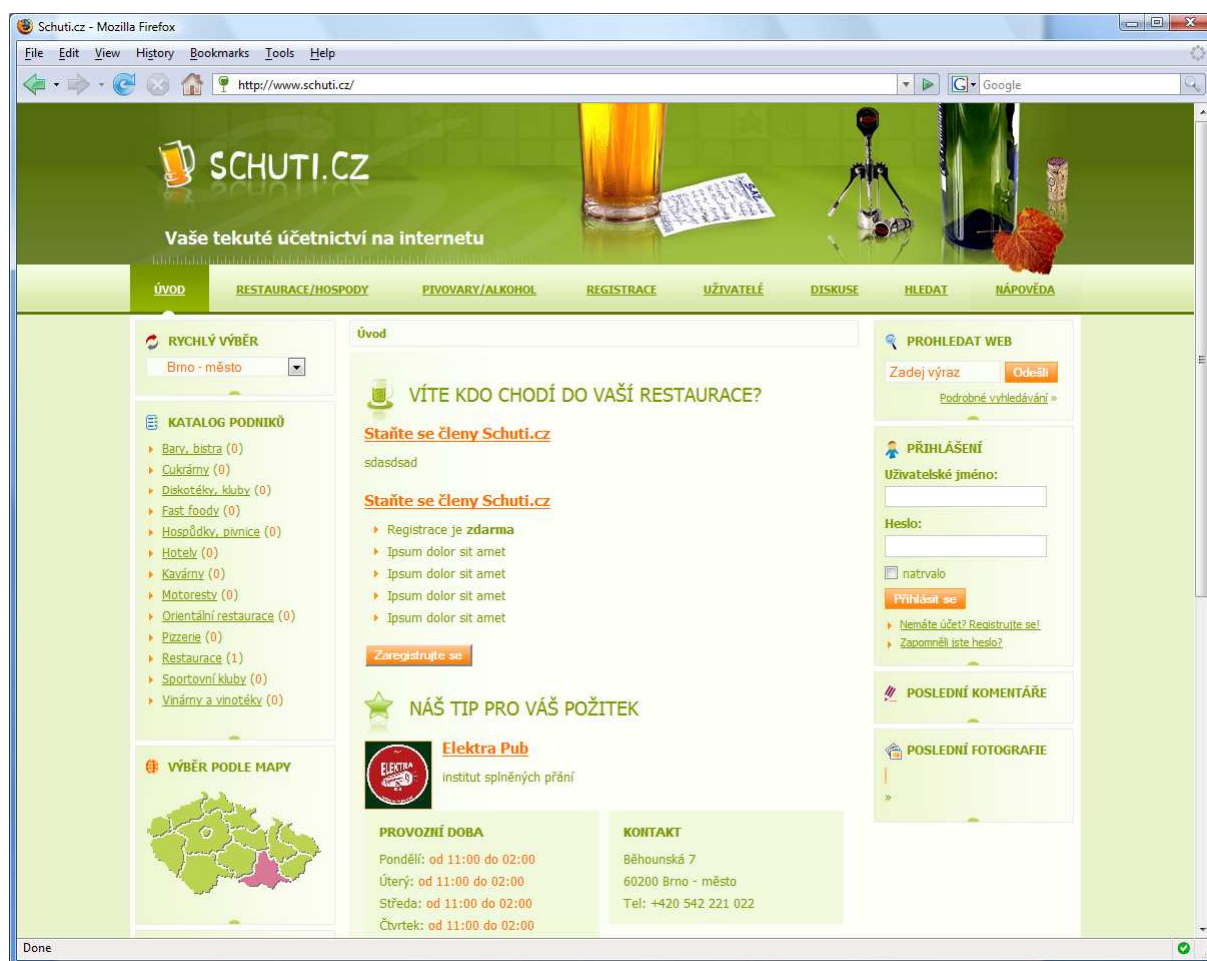 Schuti.cz - Mozilla Firefox
File Edit View History Bookmarks Tools Help
http://www.schuti.cz/
G Google
SCHUTI.CZ
Vaše tekuté účetnictví na internetu
ÚVOD RESTAURACE/HOSPODY PIVOVARY/ALKOHOL REGISTRACE UŽIVATELÉ DISKUSE HLEDAT NÁPOVĚDA
RYCHLÝ VÝBĚR
Brno - město
KATALOG PODNIKŮ
Bary, bistra (0)
Cukrárny (0)
Diskotéky, kluby (0)
Fast foody (0)
Hospůdky, pivnice (0)
Hotely (0)
Kavárny (0)
Motoresty (0)
Orientální restaurace (0)
Pizzerie (0)
Restaurace (1)
Sportovní kluby (0)
Vinárny a vinotéky (0)
VÝBĚR PODLE MAPY
Úvod
VÍTE KDO CHODÍ DO VAŠÍ RESTAURACE?
Staňte se členy Schuti.cz
sdasdsad
Staňte se členy Schuti.cz
Registrace je zdarma
Ipsum dolor sit amet
Ipsum dolor sit amet
Ipsum dolor sit amet
Ipsum dolor sit amet
Zaregistrujte se
NÁŠ TIP PRO VÁŠ POŽITEK
ELEKTRA
Elektra Pub
institut splněných přání
PROVOZNÍ DOBA
Pondělí: od 11:00 do 02:00
Úterý: od 11:00 do 02:00
Středa: od 11:00 do 02:00
Čtvrtek: od 11:00 do 02:00
KONTAKT
Běhounská 7
60200 Brno - město
Tel: +420 542 221 022
PROHLEDAT WEB
Zadej výraz Odešli
Podrobné vyhledávání »
PŘIHLÁŠENÍ
Uživatelské jméno:
Heslo:
natrvalo
Přihlásit se
Nemáte účet? Registrujte se!
Zapomněli jste heslo?
POSLEDNÍ KOMENTÁŘE
POSLEDNÍ FOTOGRAFIE
»
Done